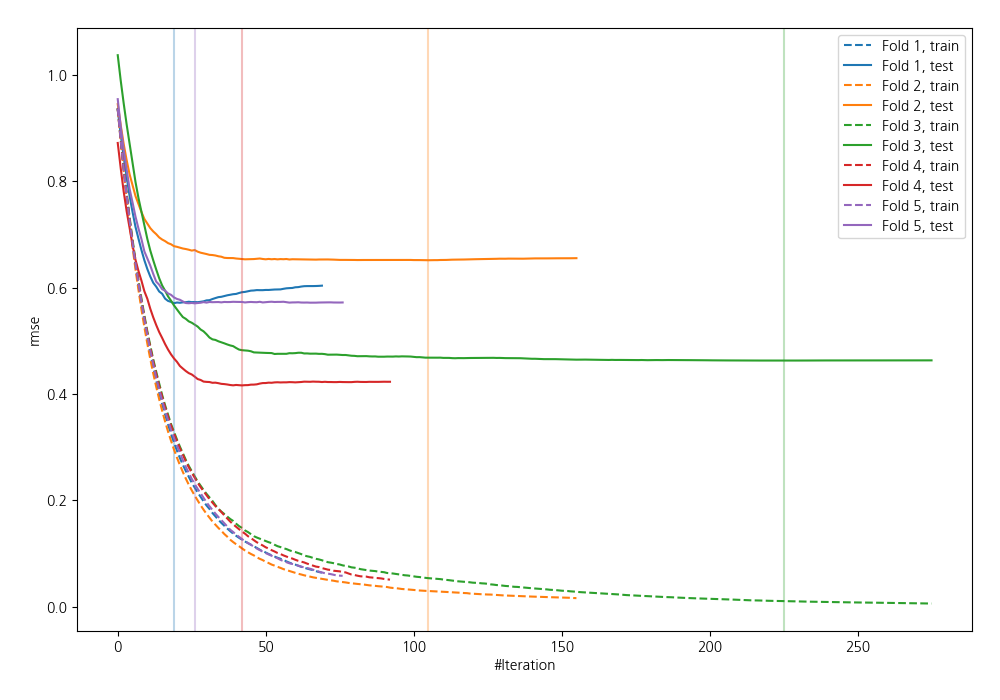 Fold 1, train
Fold 1, test
Fold 2, train
Fold 2, test
Fold 3, train
Fold 3, test
Fold 4, train
Fold 4, test
Fold 5, train
Fold 5, test
rmse
1.0
0.8
0.6
0.4
0.2
0.0
0 50 100 150 200 250
#Iteration